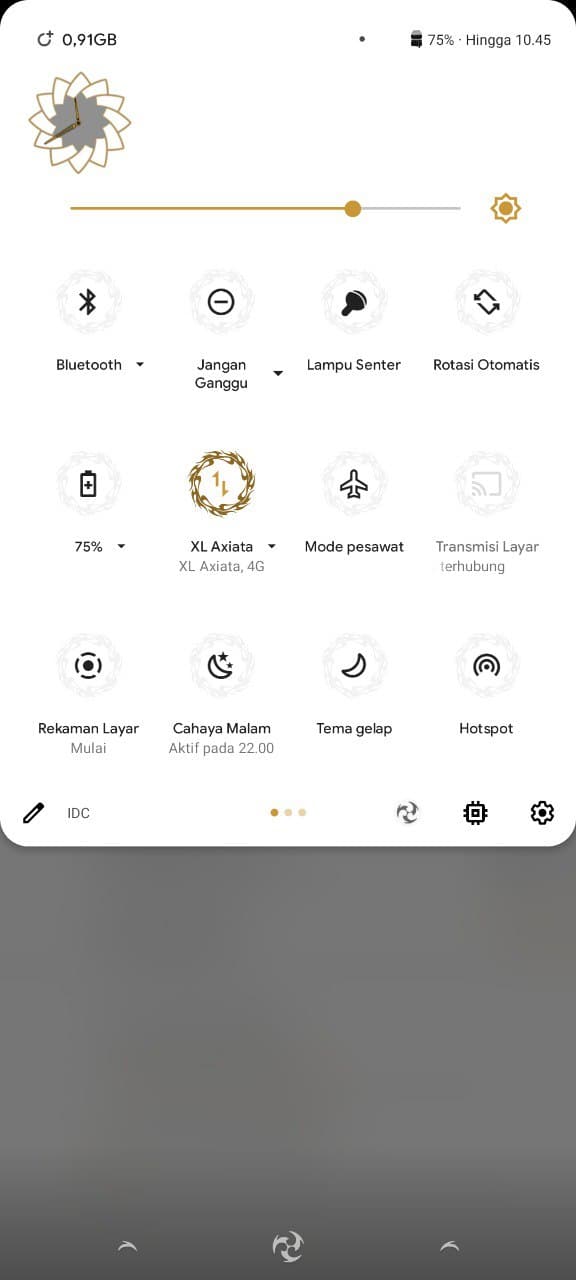 0,91GB
75% · Hingga 10.45
Bluetooth
Jangan
Ganggu
Lampu Senter
Rotasi Otomatis
75%
XL Axiata
XL Axiata, 4G
Mode pesawat
Transmisi Layar
terhubung
Rekaman Layar
Mulai
Cahaya Malam
Aktif pada 22.00
Tema gelap
Hotspot
IDC